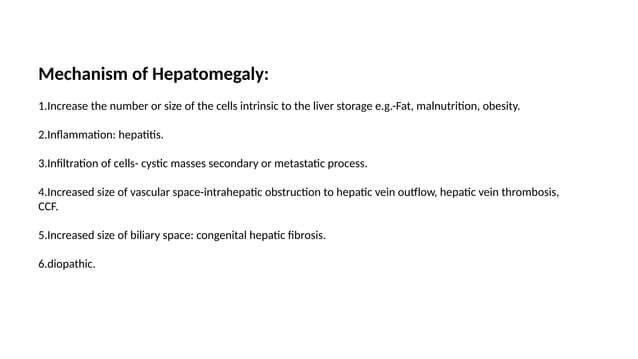 Mechanism of Hepatomegaly:
1.Increase the number or size of the cells intrinsic to the liver storage e.g.-Fat, malnutrition, obesity.
2.Inflammation: hepatitis.
3.Infiltration of cells- cystic masses secondary or metastatic process.
4.Increased size of vascular space-intrahepatic obstruction to hepatic vein outflow, hepatic vein thrombosis,
CCF.
5.Increased size of biliary space: congenital hepatic fibrosis.
6.diopathic.